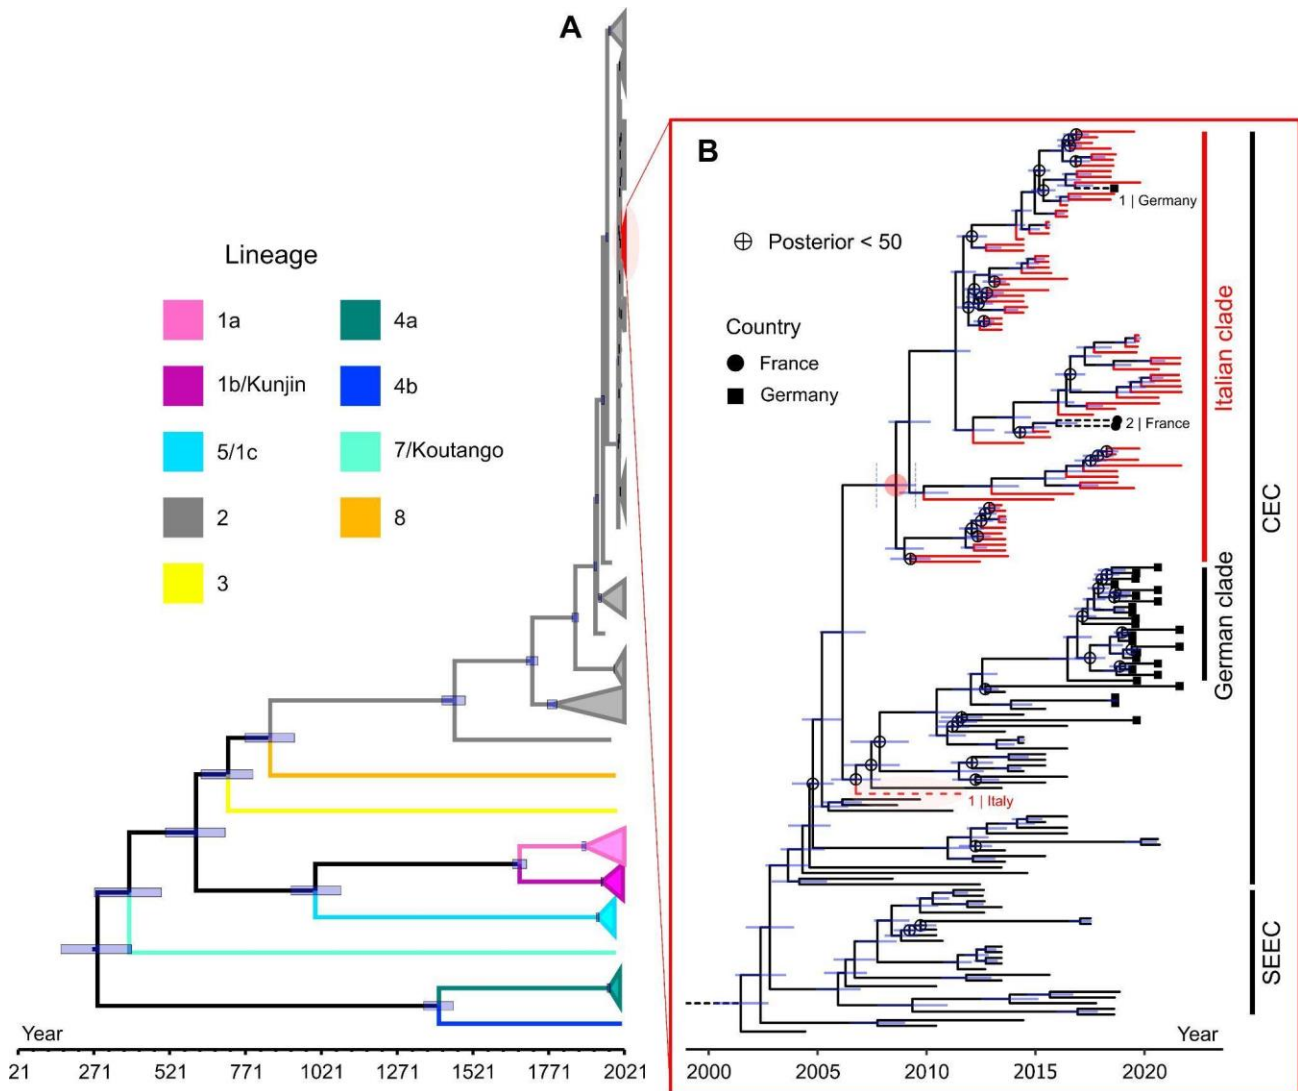 A
Lineage
1a
4a
1b/Kunjin
4b
5/1c
7/Koutango
2
8
3
Year
21 271 521 771 1021 1271 1521 1771 2021
B
Posterior < 50
Country
France
Germany
1 | Germany
2 | France
1 | Italy
Italian clade
German clade
CEC
SEEC
Year
2000 2005 2010 2015 2020